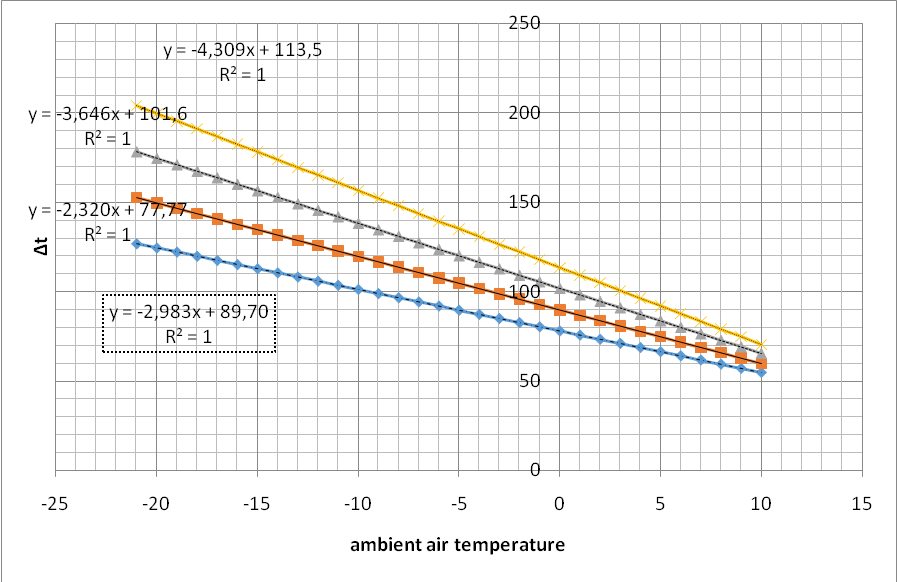 250
y = -4,309x + 113,5
R² = 1
200
y = -3,646x + 101,6
R² = 1
150
y = -2,320x + 77,77
R² = 1
Δt
100
y = -2,983x + 89,70
R² = 1
50
0
-25 -20 -15 -10 -5 0 5 10 15
ambient air temperature